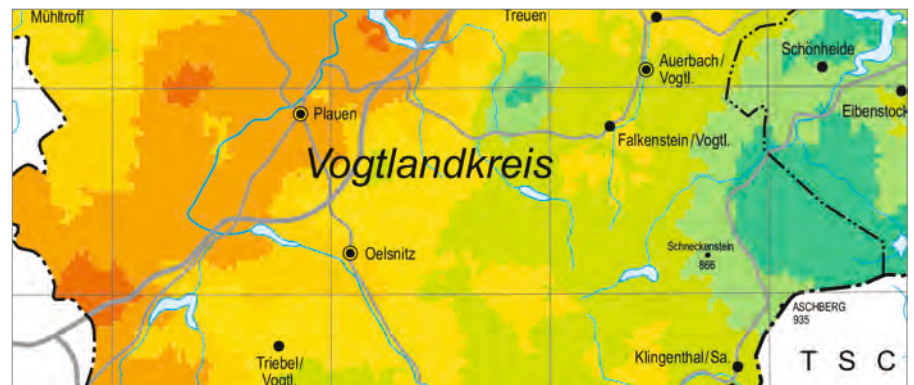 Mühltroff
Treuen
Schönheide
Auerbach/
Vogtl.
Eibenstock
Plauen
Falkenstein/Vogtl.
Vogtlandkreis
Oelsnitz
Schneckenstein
866
ASCHBERG
935
Triebel/
Vogtl.
Klingenthal/Sa.
T S C